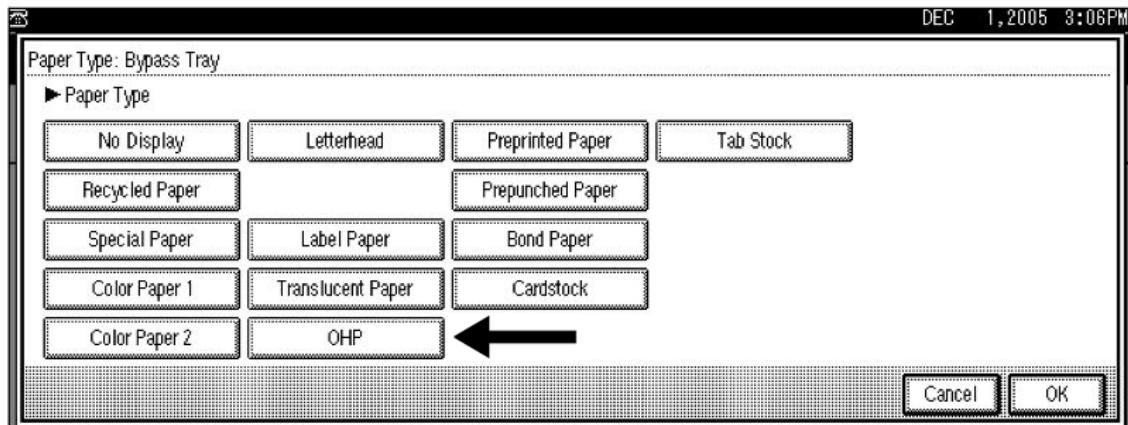 DEC 1,2005 3:06PM
Paper Type: Bypass Tray
▶ Paper Type
No Display Letterhead Preprinted Paper Tab Stock
Recycled Paper Prepunched Paper
Special Paper Label Paper Bond Paper
Color Paper 1 Translucent Paper Cardstock
Color Paper 2 OHP
Cancel OK